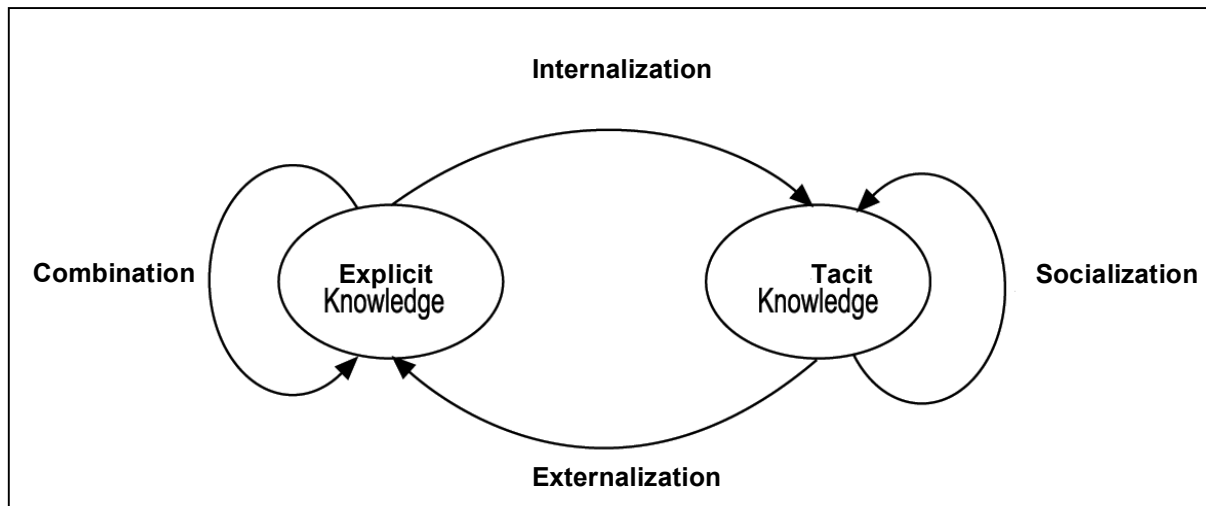 Internalization
Combination
Explicit
Knowledge
Tacit
Knowledge
Socialization
Externalization